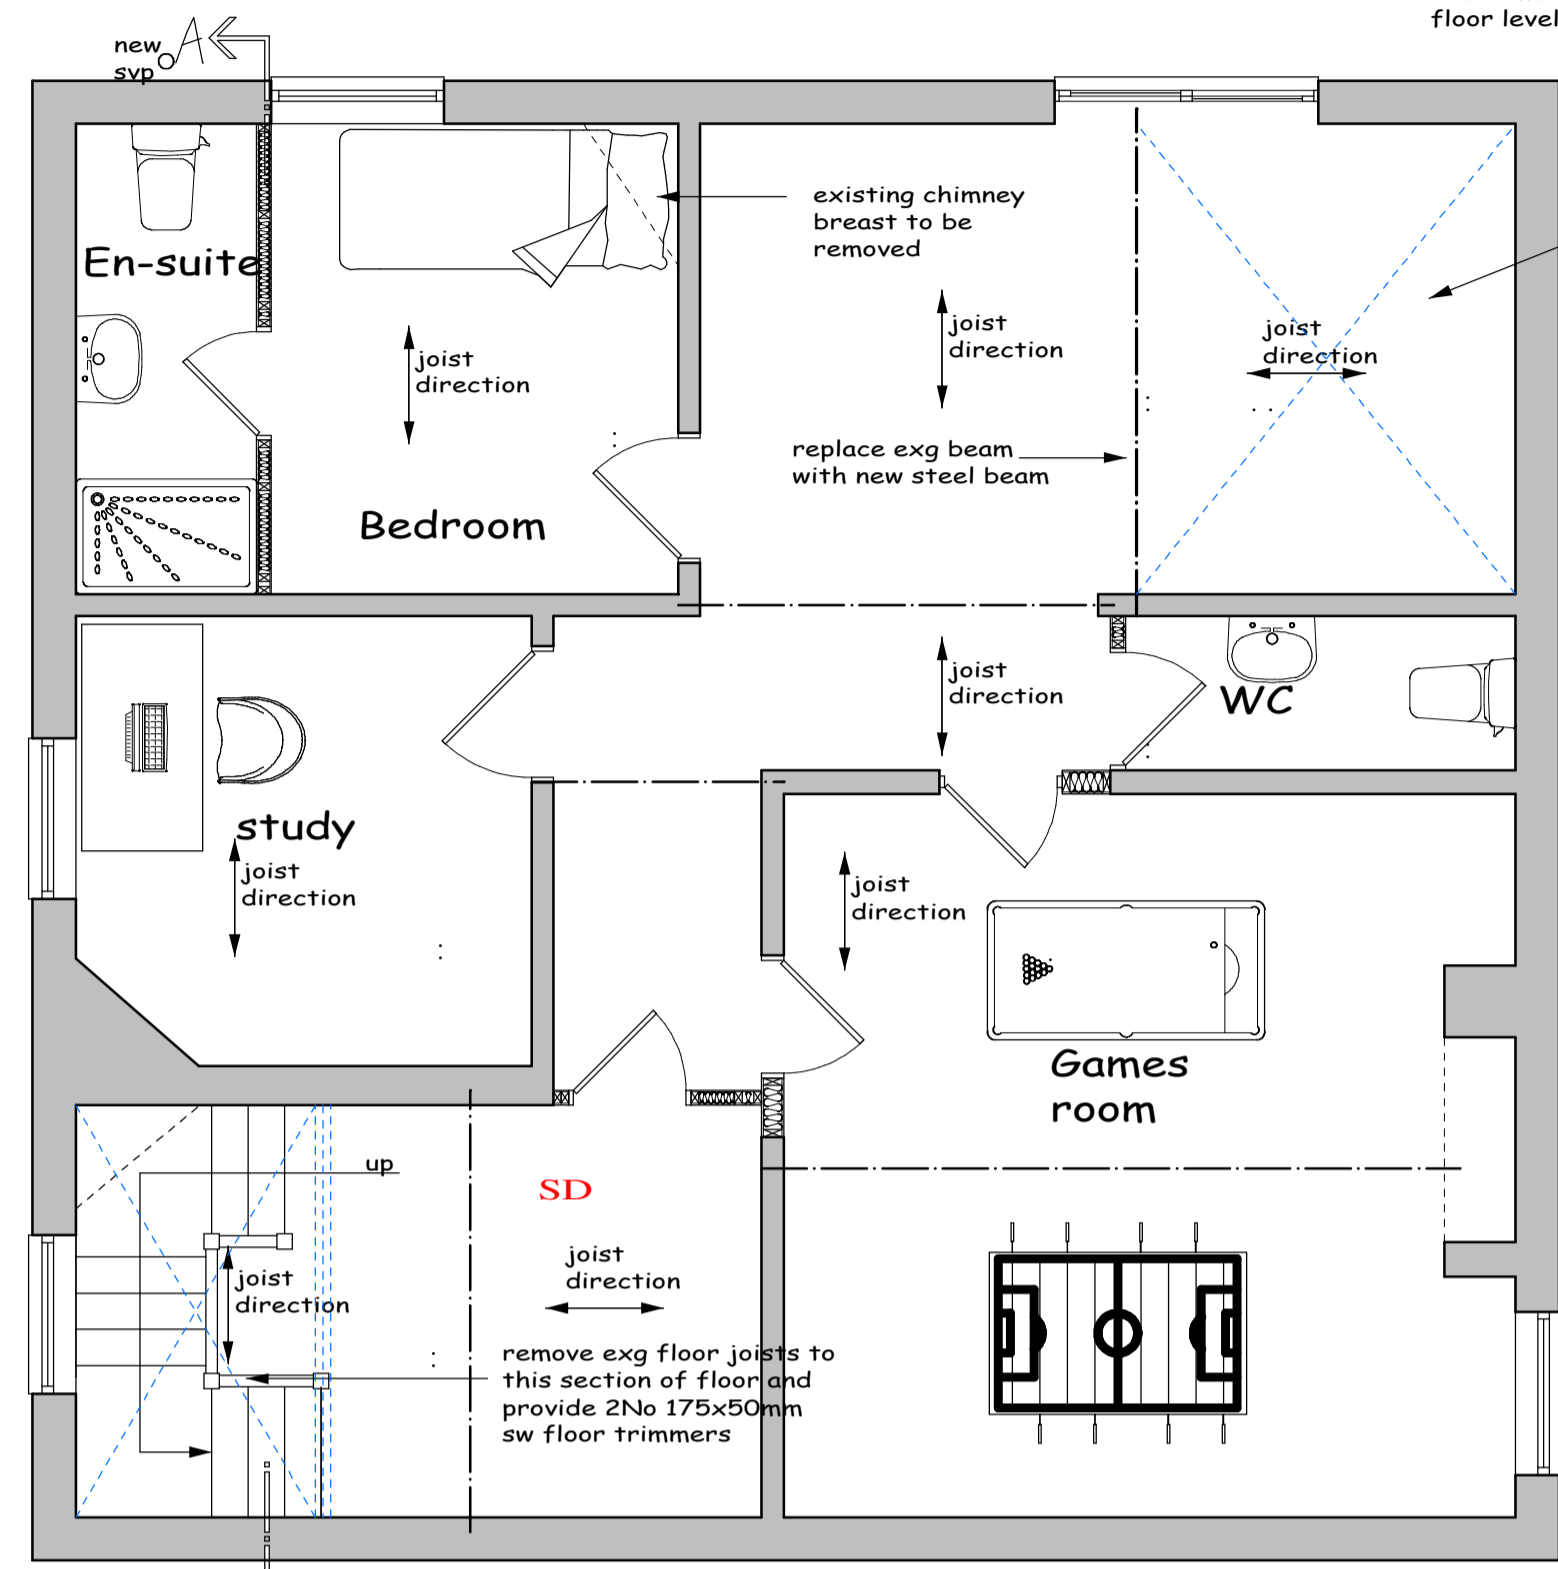 floor level
new
svp
A
existing chimney
breast to be
removed
En-suite
joist
direction
joist
direction
joist
direction
replace exg beam
with new steel beam
Bedroom
joist
direction
WC
study
joist
direction
joist
direction
Games
room
up
SD
joist
direction
joist
direction
remove exg floor joists to
this section of floor and
provide 2No 175x50mm
sw floor trimmers